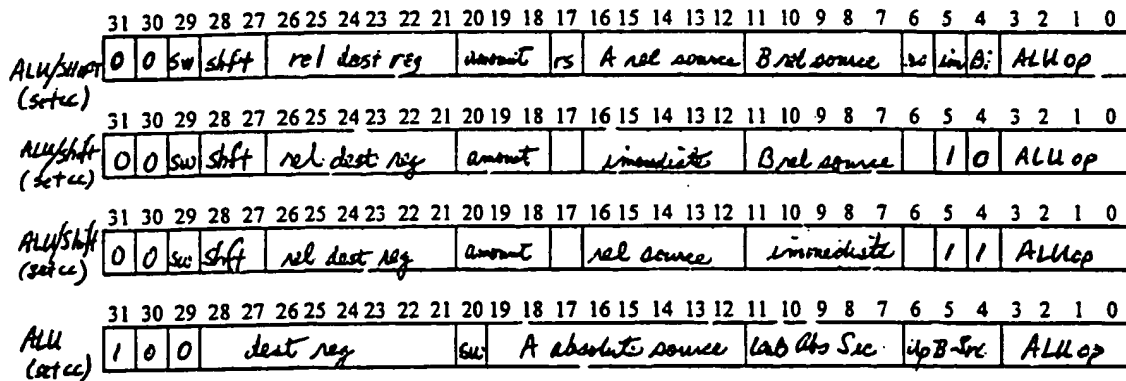 31 30 29 28 27 26 25 24 23 22 21 20 19 18 17 16 15 14 13 12 11 10 9 8 7 6 5 4 3 2 1 0
ALU/Shift 0 0 sw shft rel dest reg amount rs A rel source B rel source im Bi ALU op
(setcc)
31 30 29 28 27 26 25 24 23 22 21 20 19 18 17 16 15 14 13 12 11 10 9 8 7 6 5 4 3 2 1 0
ALU/shft 0 0 sw shft rel dest reg amount immediate B rel source 1 0 ALU op
(setcc)
31 30 29 28 27 26 25 24 23 22 21 20 19 18 17 16 15 14 13 12 11 10 9 8 7 6 5 4 3 2 1 0
ALU/Shft 0 0 sw shft rel dest reg amount rel source immediate 1 1 ALU op
(setcc)
31 30 29 28 27 26 25 24 23 22 21 20 19 18 17 16 15 14 13 12 11 10 9 8 7 6 5 4 3 2 1 0
ALU 1 0 0 dest reg sw A absolute source Abs Src B-Src ALU op
(setcc)